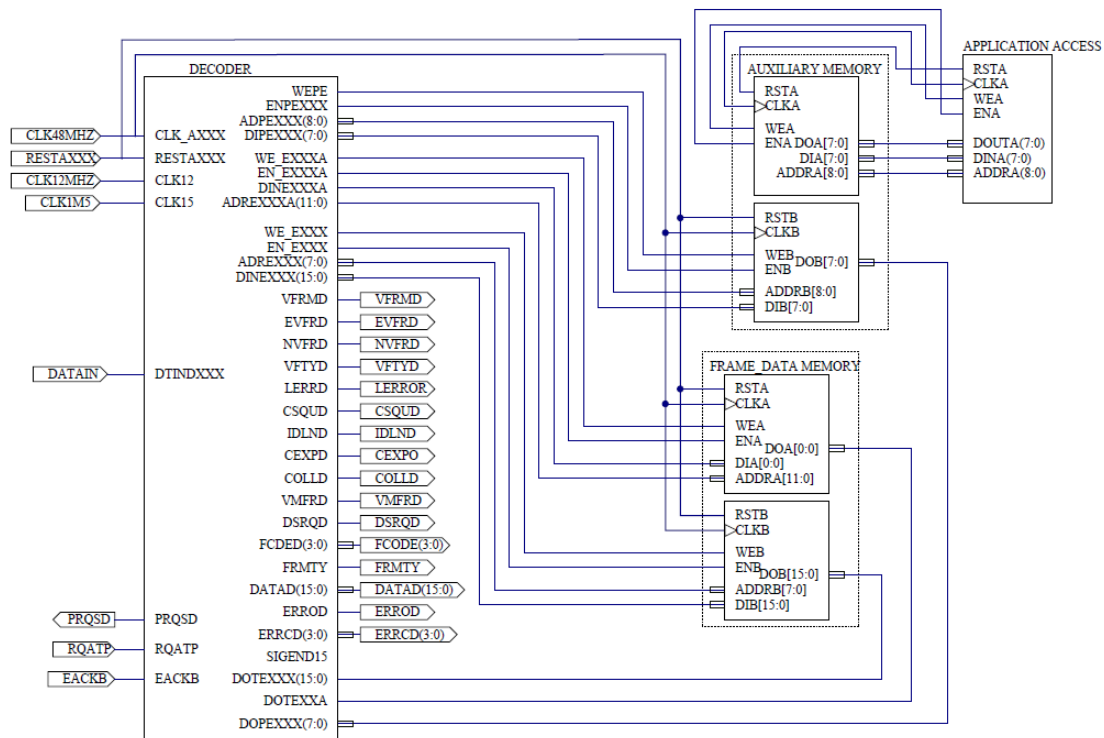 APPLICATION ACCESS
RSTA
CLKA
WEA
ENA
DOUTA(7:0)
DINA(7:0)
ADDRA(8:0)
AUXILIARY MEMORY
RSTA
CLKA
WEA
ENA
DOA[7:0]
DIA[7:0]
ADDRA[8:0]
RSTB
CLKB
WEB
DOB[7:0]
ENB
ADDRB[8:0]
DIB[7:0]
FRAME_DATA MEMORY
RSTA
CLKA
WEA
ENA
DOA[0:0]
DIA[0:0]
ADDRA[11:0]
RSTB
CLKB
WEB
ENB
DOB[15:0]
ADDRB[7:0]
DIB[15:0]
DECODER
CLK48MHZ
CLK_AXXX
RESTAXXX
RESTAXXX
CLK12MHZ
CLK12
CLK1M5
CLK15
DATAIN
DTINDXXX
PRQSD
PRQSD
RQATP
RQATP
EACKB
EACKB
WEPE
ENPEXXX
ADPEXXX(8:0)
DIPEXXX(7:0)
WE_EXXXA
EN_EXXXA
DINEXXXA
ADREXXXA(11:0)
WE_EXXX
EN_EXXX
ADREXXX(7:0)
DINEXXX(15:0)
VFRMD
VFRMD
EVFRD
EVFRD
NVFRD
NVFRD
VFTYD
VFTYD
LERRD
LERROR
CSQUD
CSQUD
IDLND
IDLND
CEXPD
CEXPO
COLLD
COLLD
VMFRD
VMFRD
DSRQD
DSRQD
FCDED(3:0)
FCODE(3:0)
FRMTY
FRMTY
DATAD(15:0)
DATAD(15:0)
ERROD
ERROD
ERRCD(3:0)
ERRCD(3:0)
SIGEND15
DOTEXXX(15:0)
DOTEXXA
DOPEXXX(7:0)